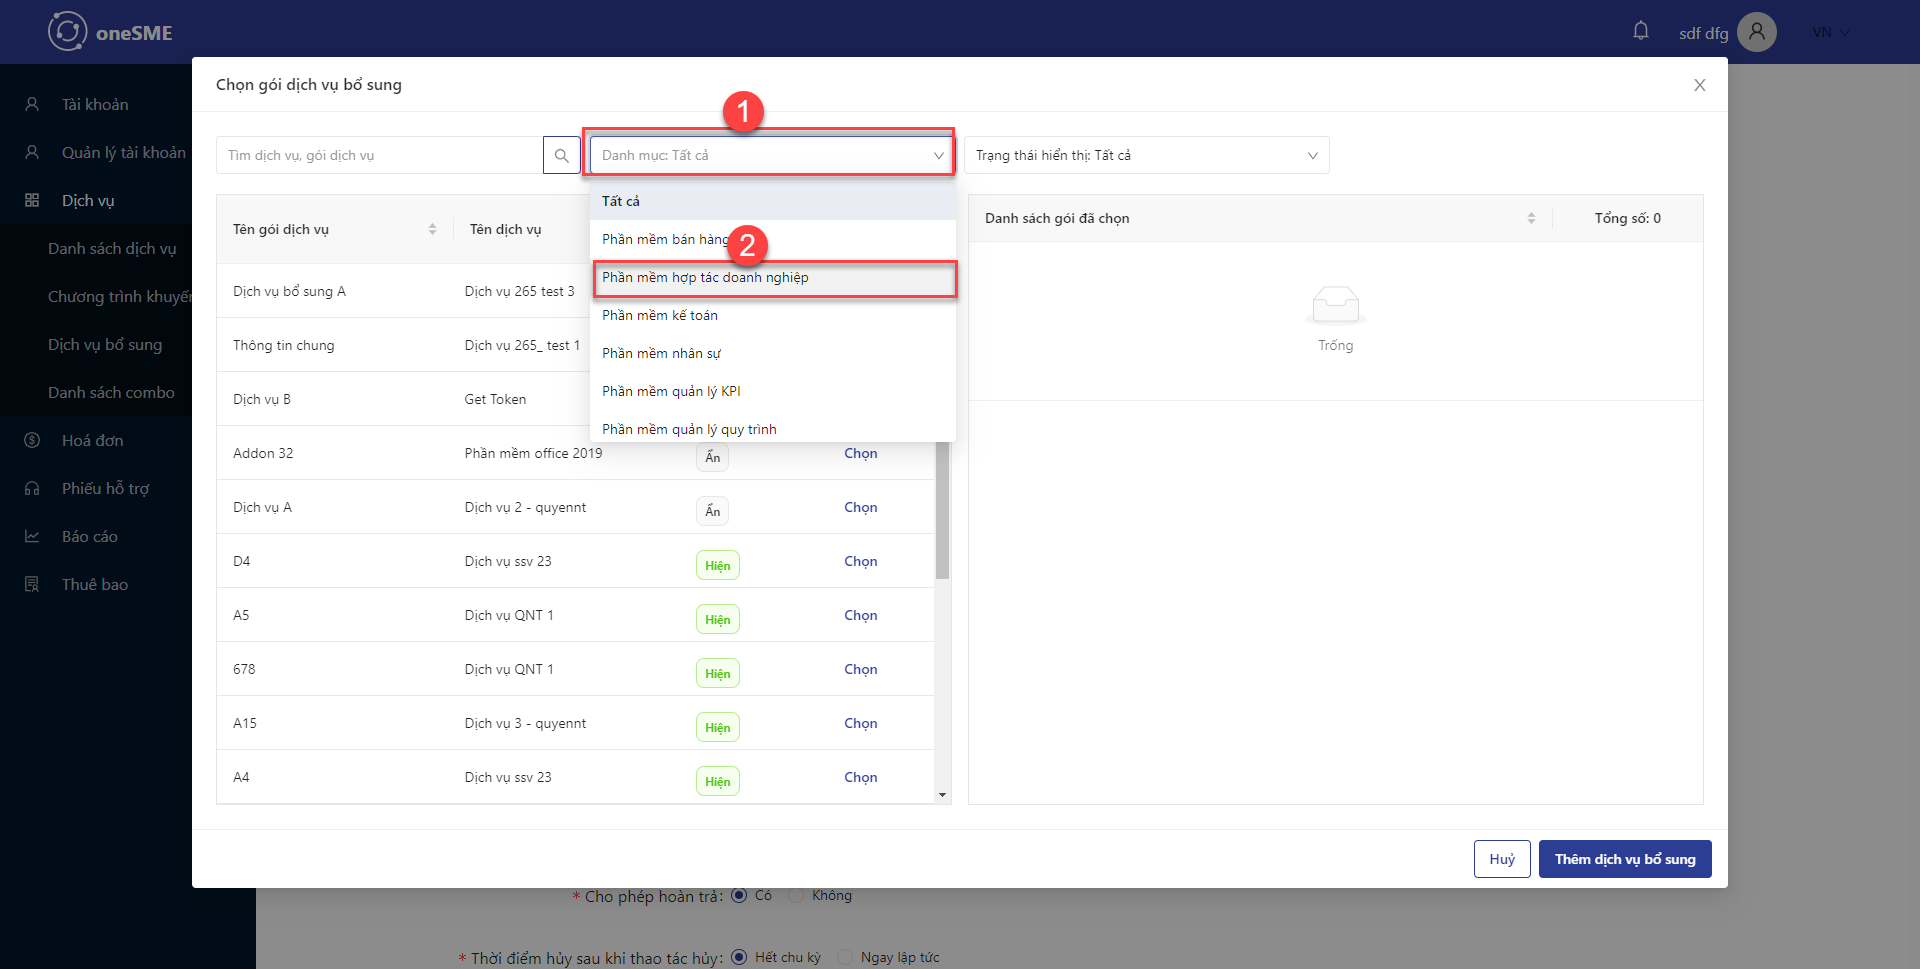 oneSME
sdf dfg
VN
Tài khoản
Quản lý tài khoản
Dịch vụ
Danh sách dịch vụ
Chương trình khuyến
Dịch vụ bổ sung
Danh sách combo
Hoá đơn
Phiếu hỗ trợ
Báo cáo
Thuê bao
Chọn gói dịch vụ bổ sung
1
Tìm dịch vụ, gói dịch vụ
Danh mục: Tất cả
Trạng thái hiển thị: Tất cả
Tất cả
Phần mềm bán hàng
2
Phần mềm hợp tác doanh nghiệp
Phần mềm kế toán
Phần mềm nhân sự
Phần mềm quản lý KPI
Phần mềm quản lý quy trình
Tên gói dịch vụ
Tên dịch vụ
Dịch vụ bổ sung A
Dịch vụ 265 test 3
Thông tin chung
Dịch vụ 265_ test 1
Dịch vụ B
Get Token
Addon 32
Phần mềm office 2019
Ẩn
Chọn
Dịch vụ A
Dịch vụ 2 - quyennt
Ẩn
Chọn
D4
Dịch vụ ssv 23
Hiện
Chọn
A5
Dịch vụ QNT 1
Hiện
Chọn
678
Dịch vụ QNT 1
Hiện
Chọn
A15
Dịch vụ 3 - quyennt
Hiện
Chọn
A4
Dịch vụ ssv 23
Hiện
Chọn
Danh sách gói đã chọn
Tổng số: 0
Trống
Huỷ
Thêm dịch vụ bổ sung
* Cho phép hoàn trả: Có Không
* Thời điểm hủy sau khi thao tác hủy: Hết chu kỳ Ngay lập tức